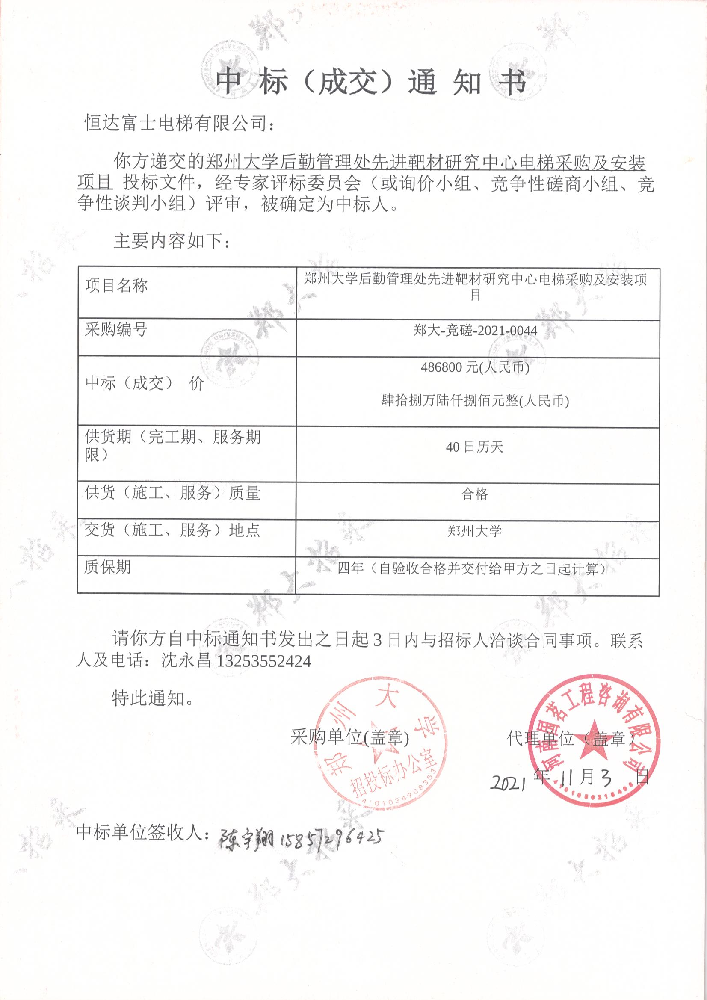 中 标（成交）通 知 书
恒达富士电梯有限公司：
你方递交的郑州大学后勤管理处先进靶材研究中心电梯采购及安装
项目 投标文件，经专家评标委员会（或询价小组、竞争性磋商小组、竞
争性谈判小组）评审，被确定为中标人。
主要内容如下：
项目名称
郑州大学后勤管理处先进靶材研究中心电梯采购及安装项
目
采购编号
郑大-竞磋-2021-0044
中标（成交） 价
486800 元(人民币)
肆拾捌万陆仟捌佰元整(人民币)
供货期（完工期、服务期
限）
40 日历天
供货（施工、服务）质量
合格
交货（施工、服务）地点
郑州大学
质保期
四年（自验收合格并交付给甲方之日起计算）
请你方自中标通知书发出之日起 3 日内与招标人洽谈合同事项。联系
人及电话：沈永昌 13253552424
特此通知。
采购单位(盖章)
郑州大学
招投标办公室
4101034908353
代理单位（盖章）
河南国茗工程咨询有限公司
2021 年 11 月 3 日
中标单位签收人：陈宇翔 15857296425